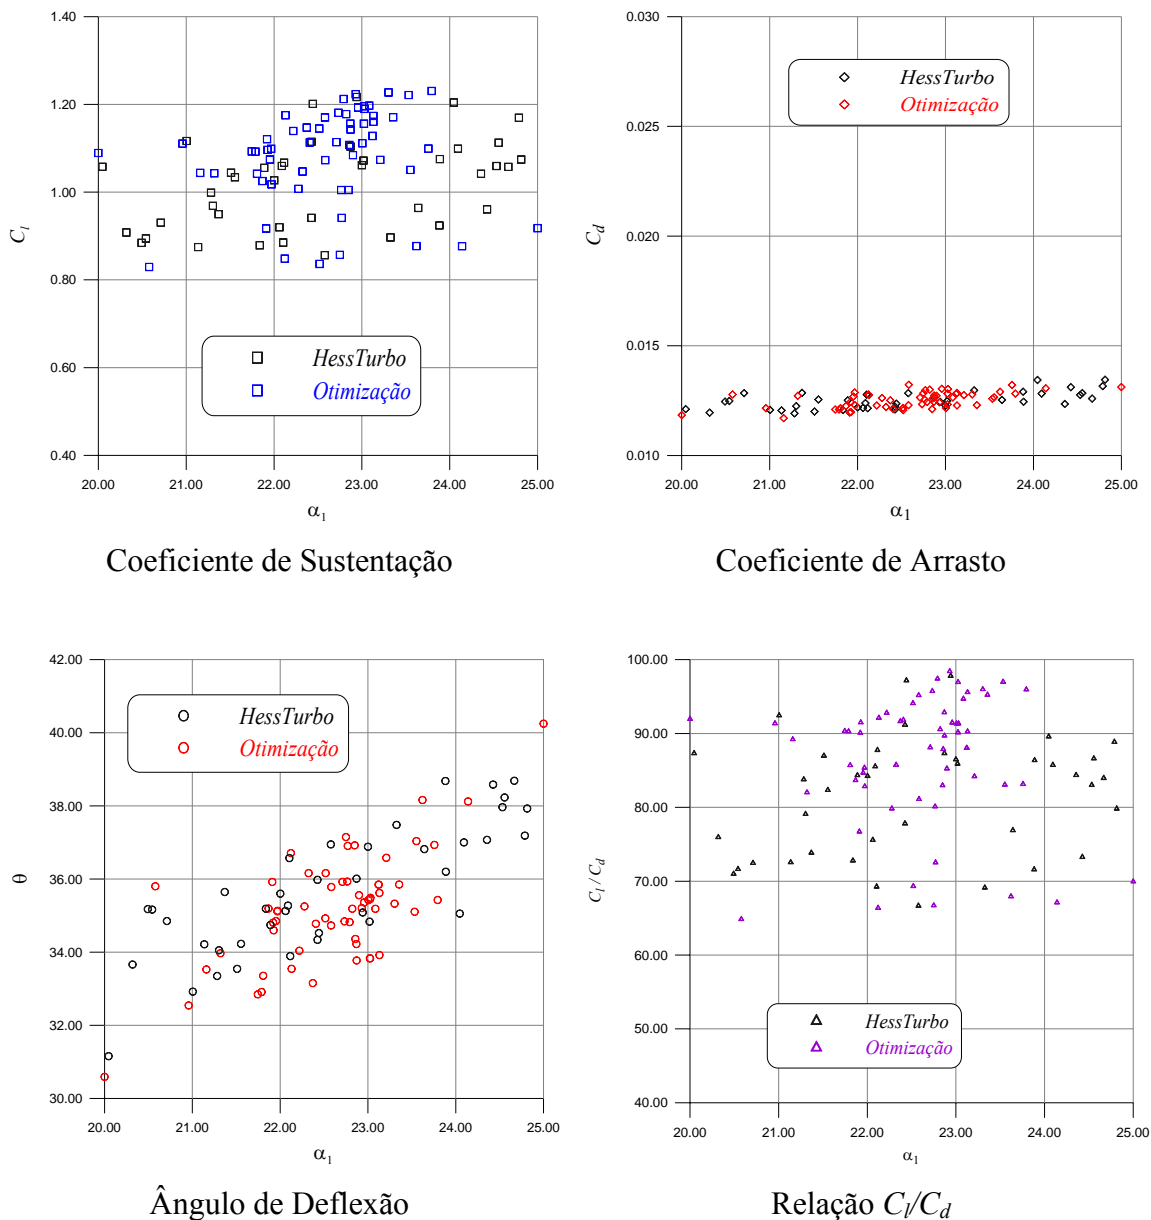 1.40
1.20
1.00
0.80
0.60
0.40
C_l
HessTurbo
Otimização
20.00 21.00 22.00 23.00 24.00 25.00
α_1
Coeficiente de Sustentação
0.030
0.025
0.020
0.015
0.010
C_d
HessTurbo
Otimização
20.00 21.00 22.00 23.00 24.00 25.00
α1
Coeficiente de Arrasto
42.00
40.00
38.00
36.00
34.00
32.00
30.00
θ
HessTurbo
Otimização
20.00 21.00 22.00 23.00 24.00 25.00
α_1
Ângulo de Deflexão
100.00
90.00
80.00
70.00
60.00
50.00
40.00
C_l / C_d
HessTurbo
Otimização
20.00 21.00 22.00 23.00 24.00 25.00
α_1
Relação C_l/C_d